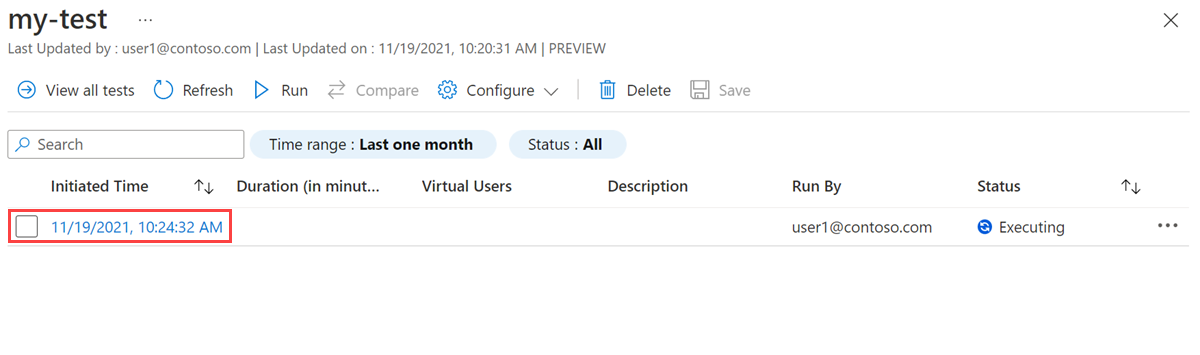 my-test ...
Last Updated by : user1@contoso.com | Last Updated on : 11/19/2021, 10:20:31 AM | PREVIEW
View all tests Refresh Run Compare Configure Delete Save
Search Time range : Last one month Status : All
Initiated Time Duration (in minut... Virtual Users Description Run By Status
11/19/2021, 10:24:32 AM user1@contoso.com Executing ...